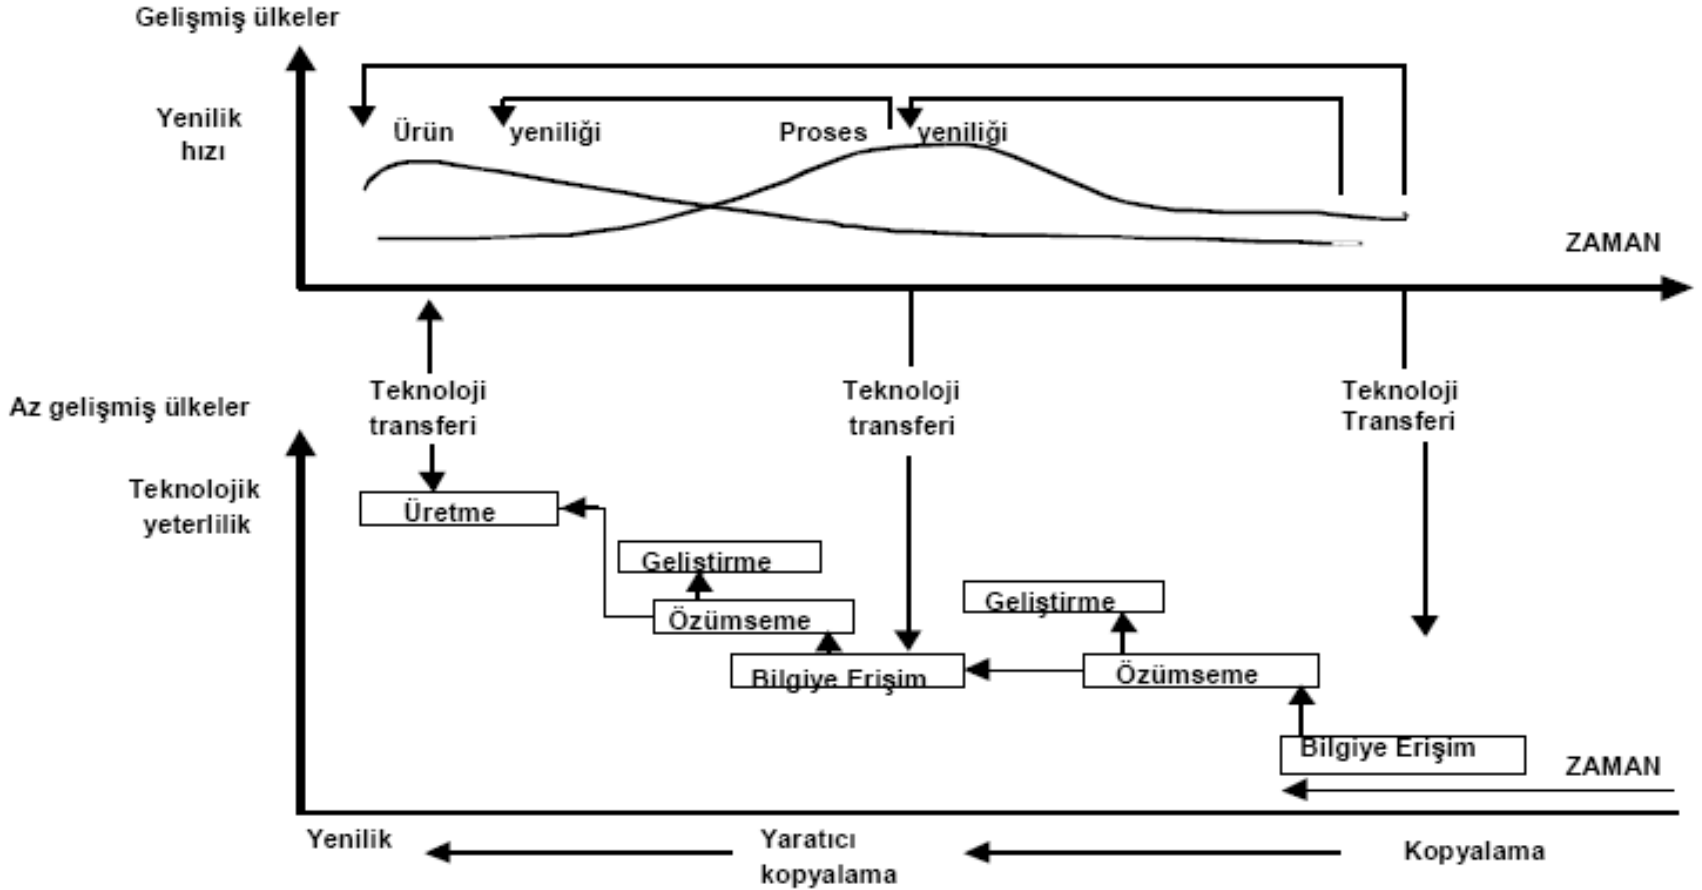 Gelişmiş ülkeler
Yenilik
hızı
Ürün yeniliği Proses yeniliği
ZAMAN
Teknoloji
transferi
Teknoloji
transferi
Teknoloji
Transferi
Az gelişmiş ülkeler
Teknolojik
yeterlilik
Üretme
Geliştirme
Özümseme
Bilgiye Erişim
Geliştirme
Özümseme
Bilgiye Erişim
ZAMAN
Yenilik
Yaratıcı
kopyalama
Kopyalama